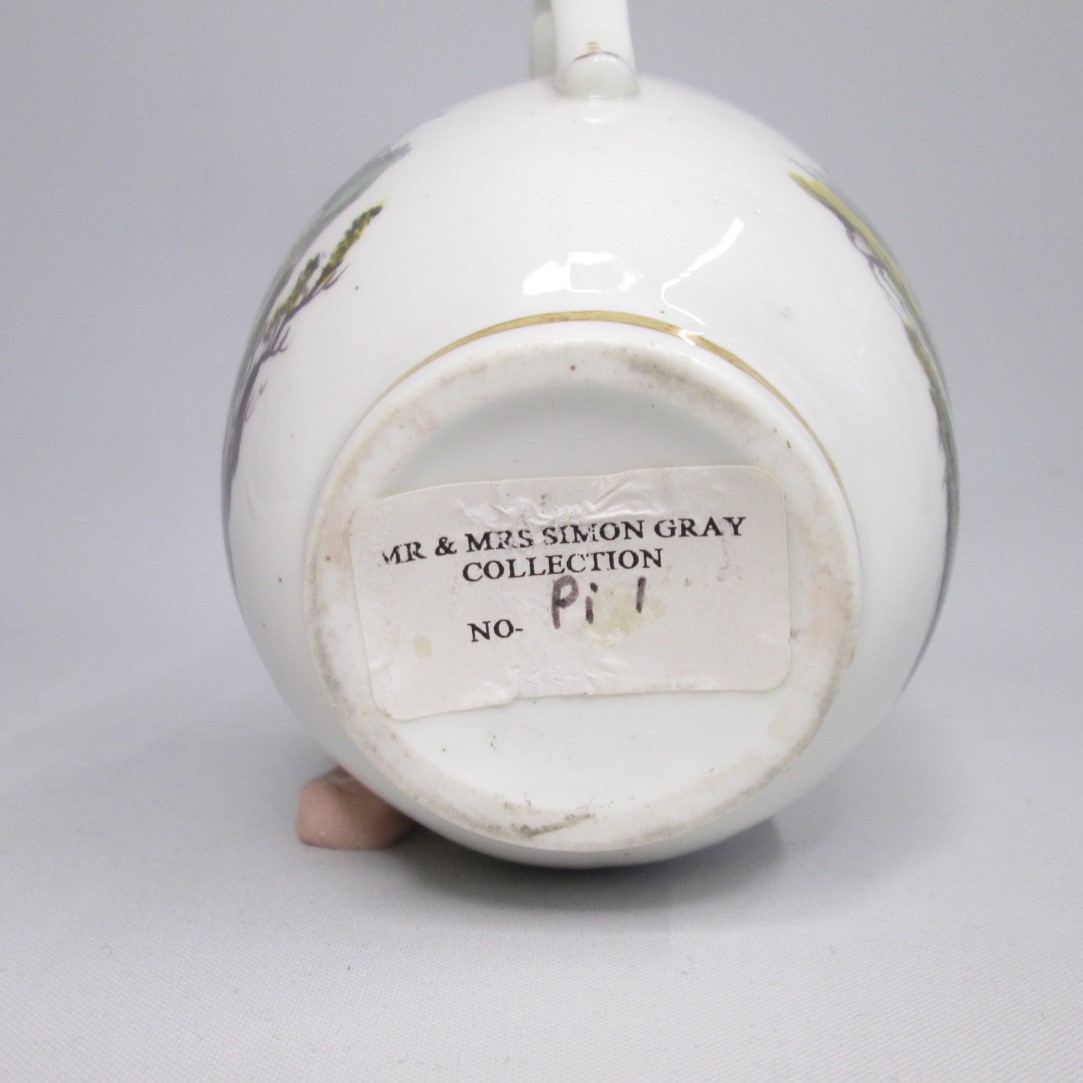 MR & MRS SIMON GRAY
COLLECTION
NO- Pi 1